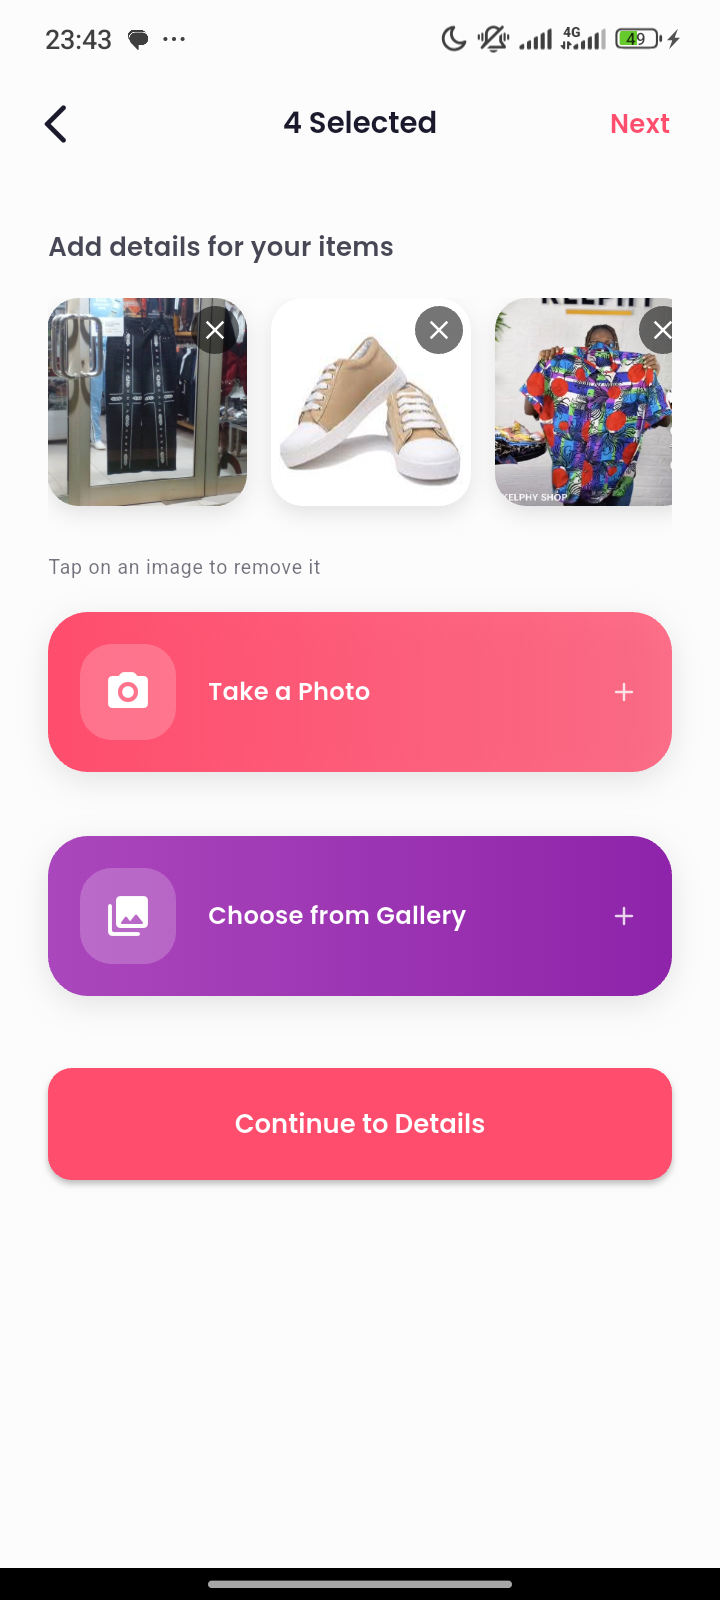 23:43
4G
49
4 Selected
Next
Add details for your items
KELPHY SHOP
Tap on an image to remove it
Take a Photo
Choose from Gallery
Continue to Details